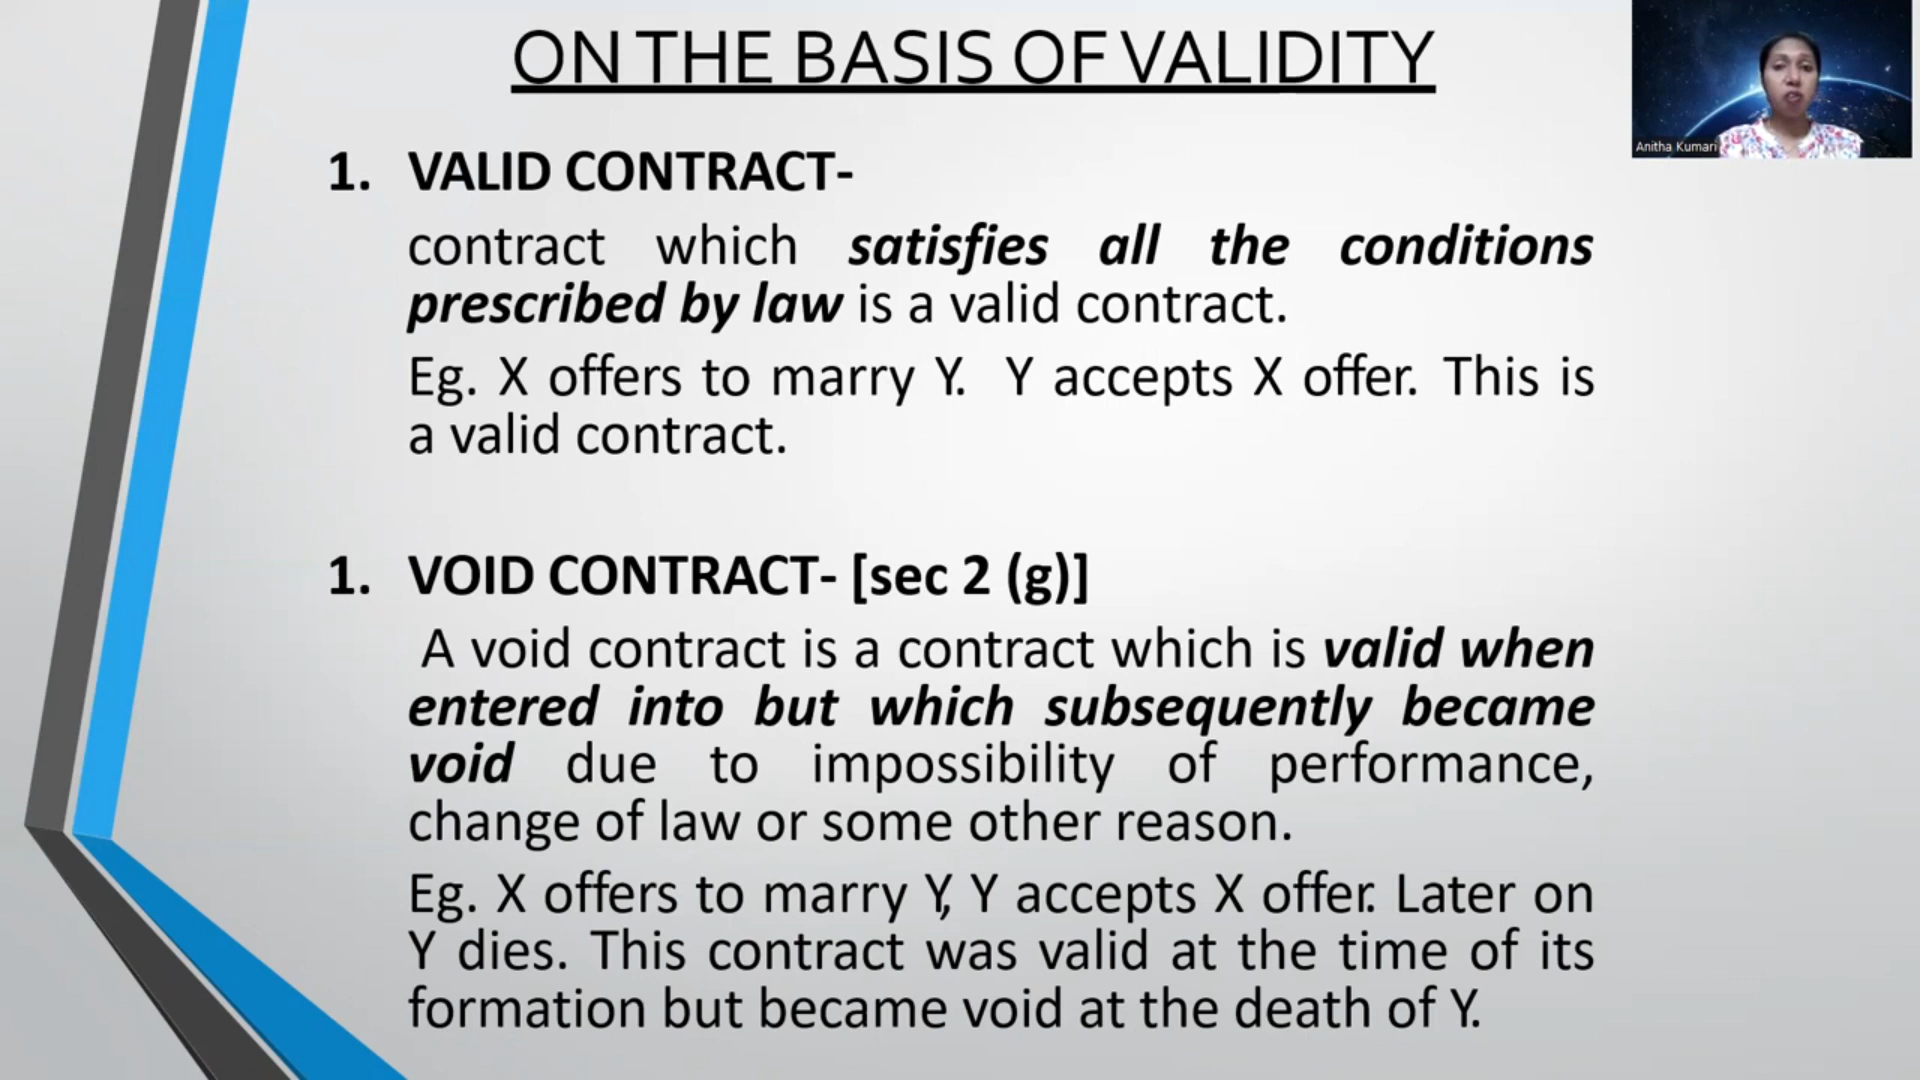 ON THE BASIS OF VALIDITY
Anitha Kumari
1. VALID CONTRACT-
contract which satisfies all the conditions
prescribed by law is a valid contract.
Eg. X offers to marry Y. Y accepts X offer. This is
a valid contract.
1. VOID CONTRACT- [sec 2 (g)]
A void contract is a contract which is valid when
entered into but which subsequently became
void due to impossibility of performance,
change of law or some other reason.
Eg. X offers to marry Y, Y accepts X offer. Later on
Y dies. This contract was valid at the time of its
formation but became void at the death of Y.